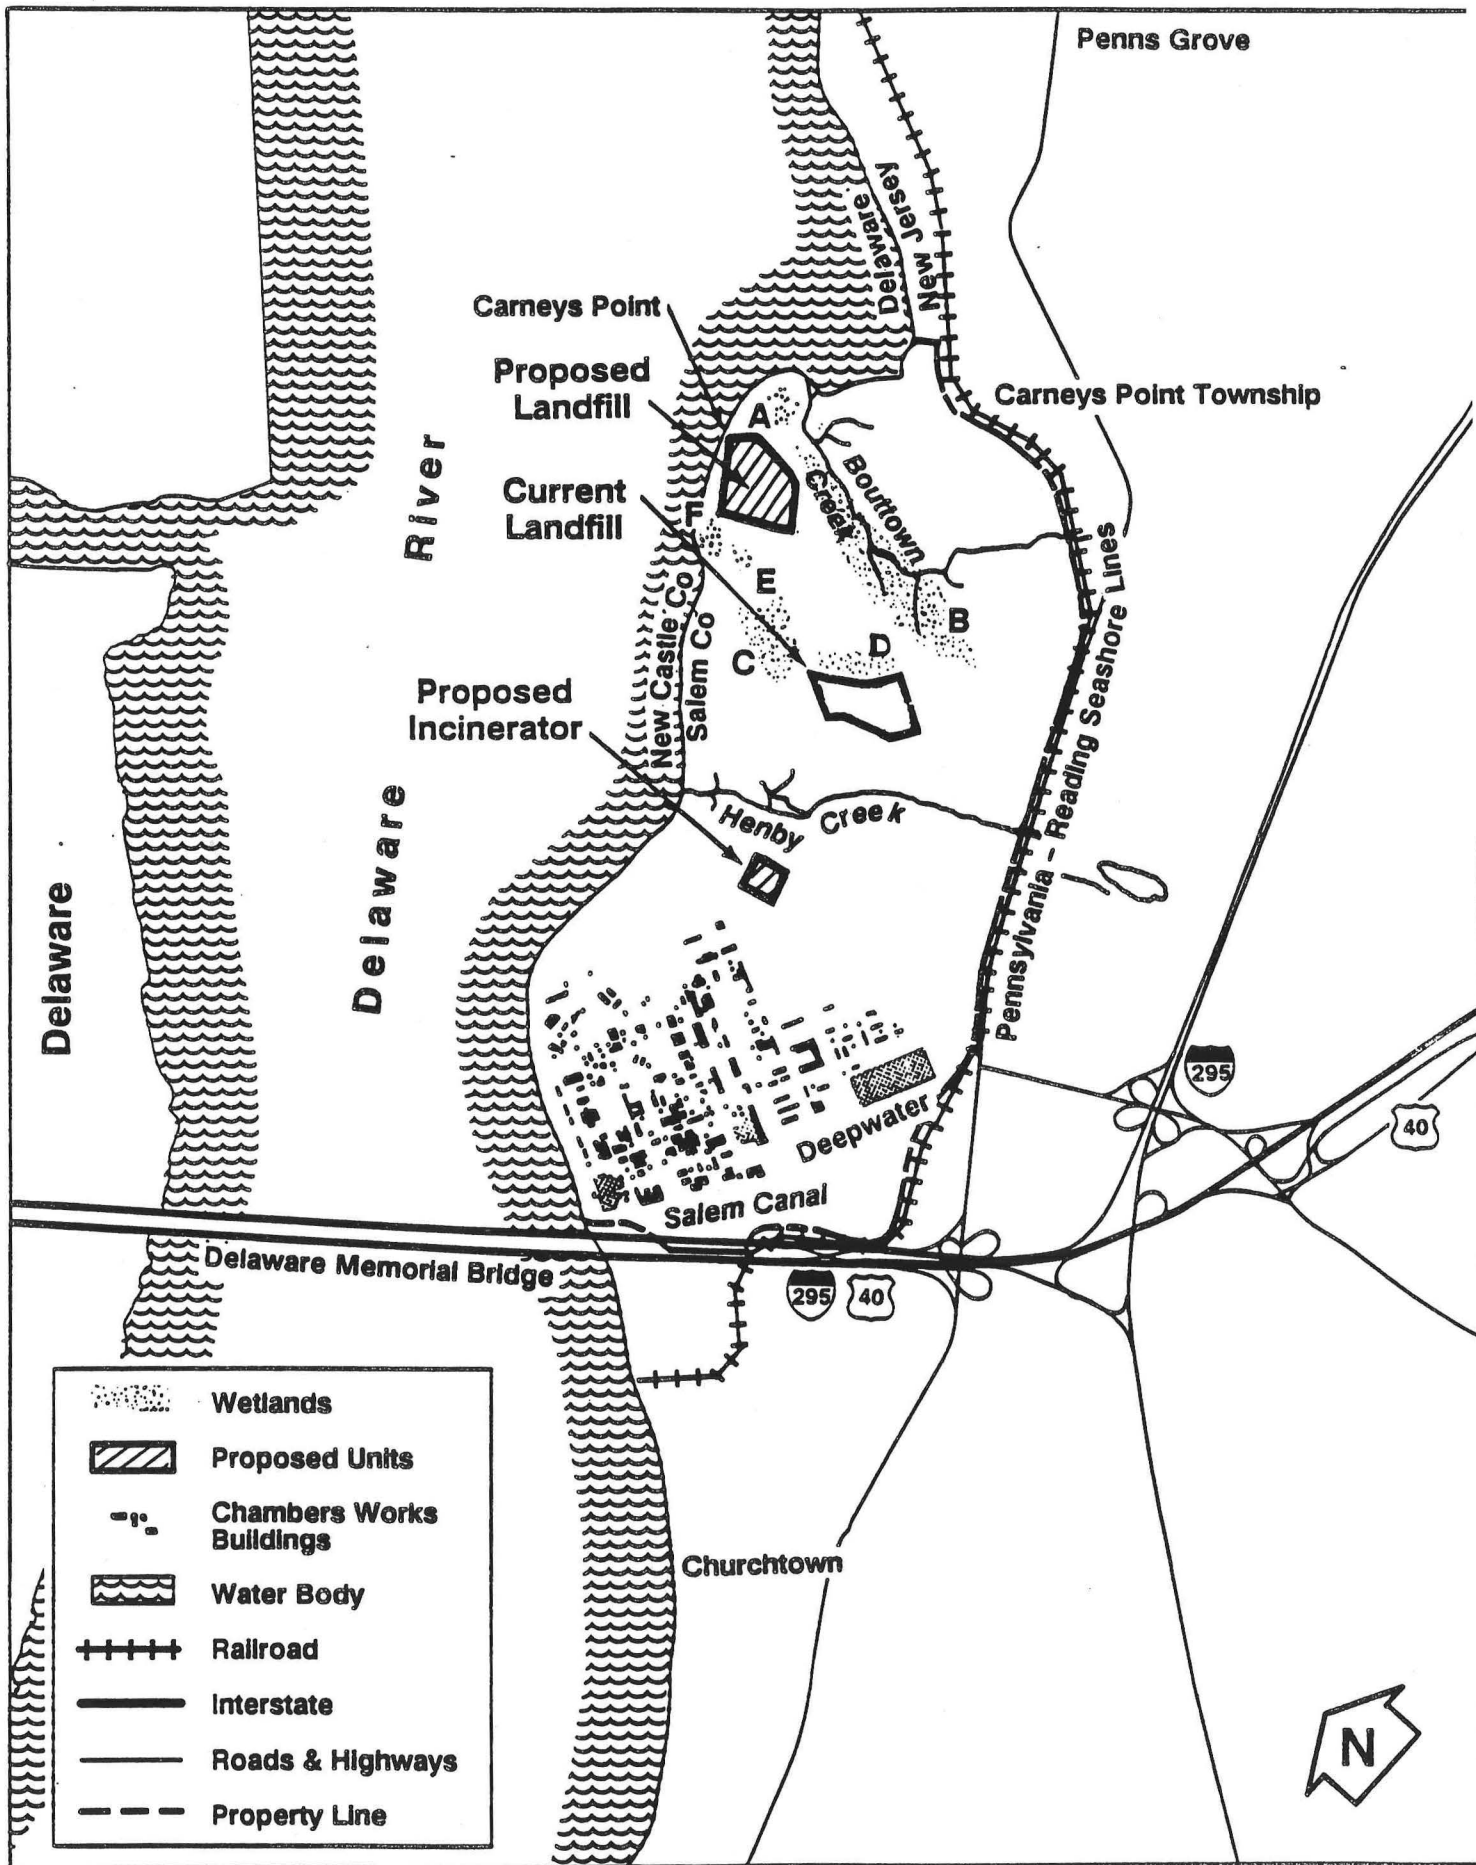 Penns Grove
Delaware
New Jersey
Carneys Point
Proposed
Landfill
Carneys Point Township
A
River
Current
Landfill
Bouttown
Creek
F
E
B
D
C
New Castle Co
Salem Co
Pennsylvania - Reading Seashore Lines
Proposed
Incinerator
Henby Creek
Delaware
Delaware
Deepwater
295
40
Salem Canal
Delaware Memorial Bridge
295
40
Wetlands
Proposed Units
Chambers Works
Buildings
Water Body
Railroad
Interstate
Roads & Highways
Property Line
Churchtown
N